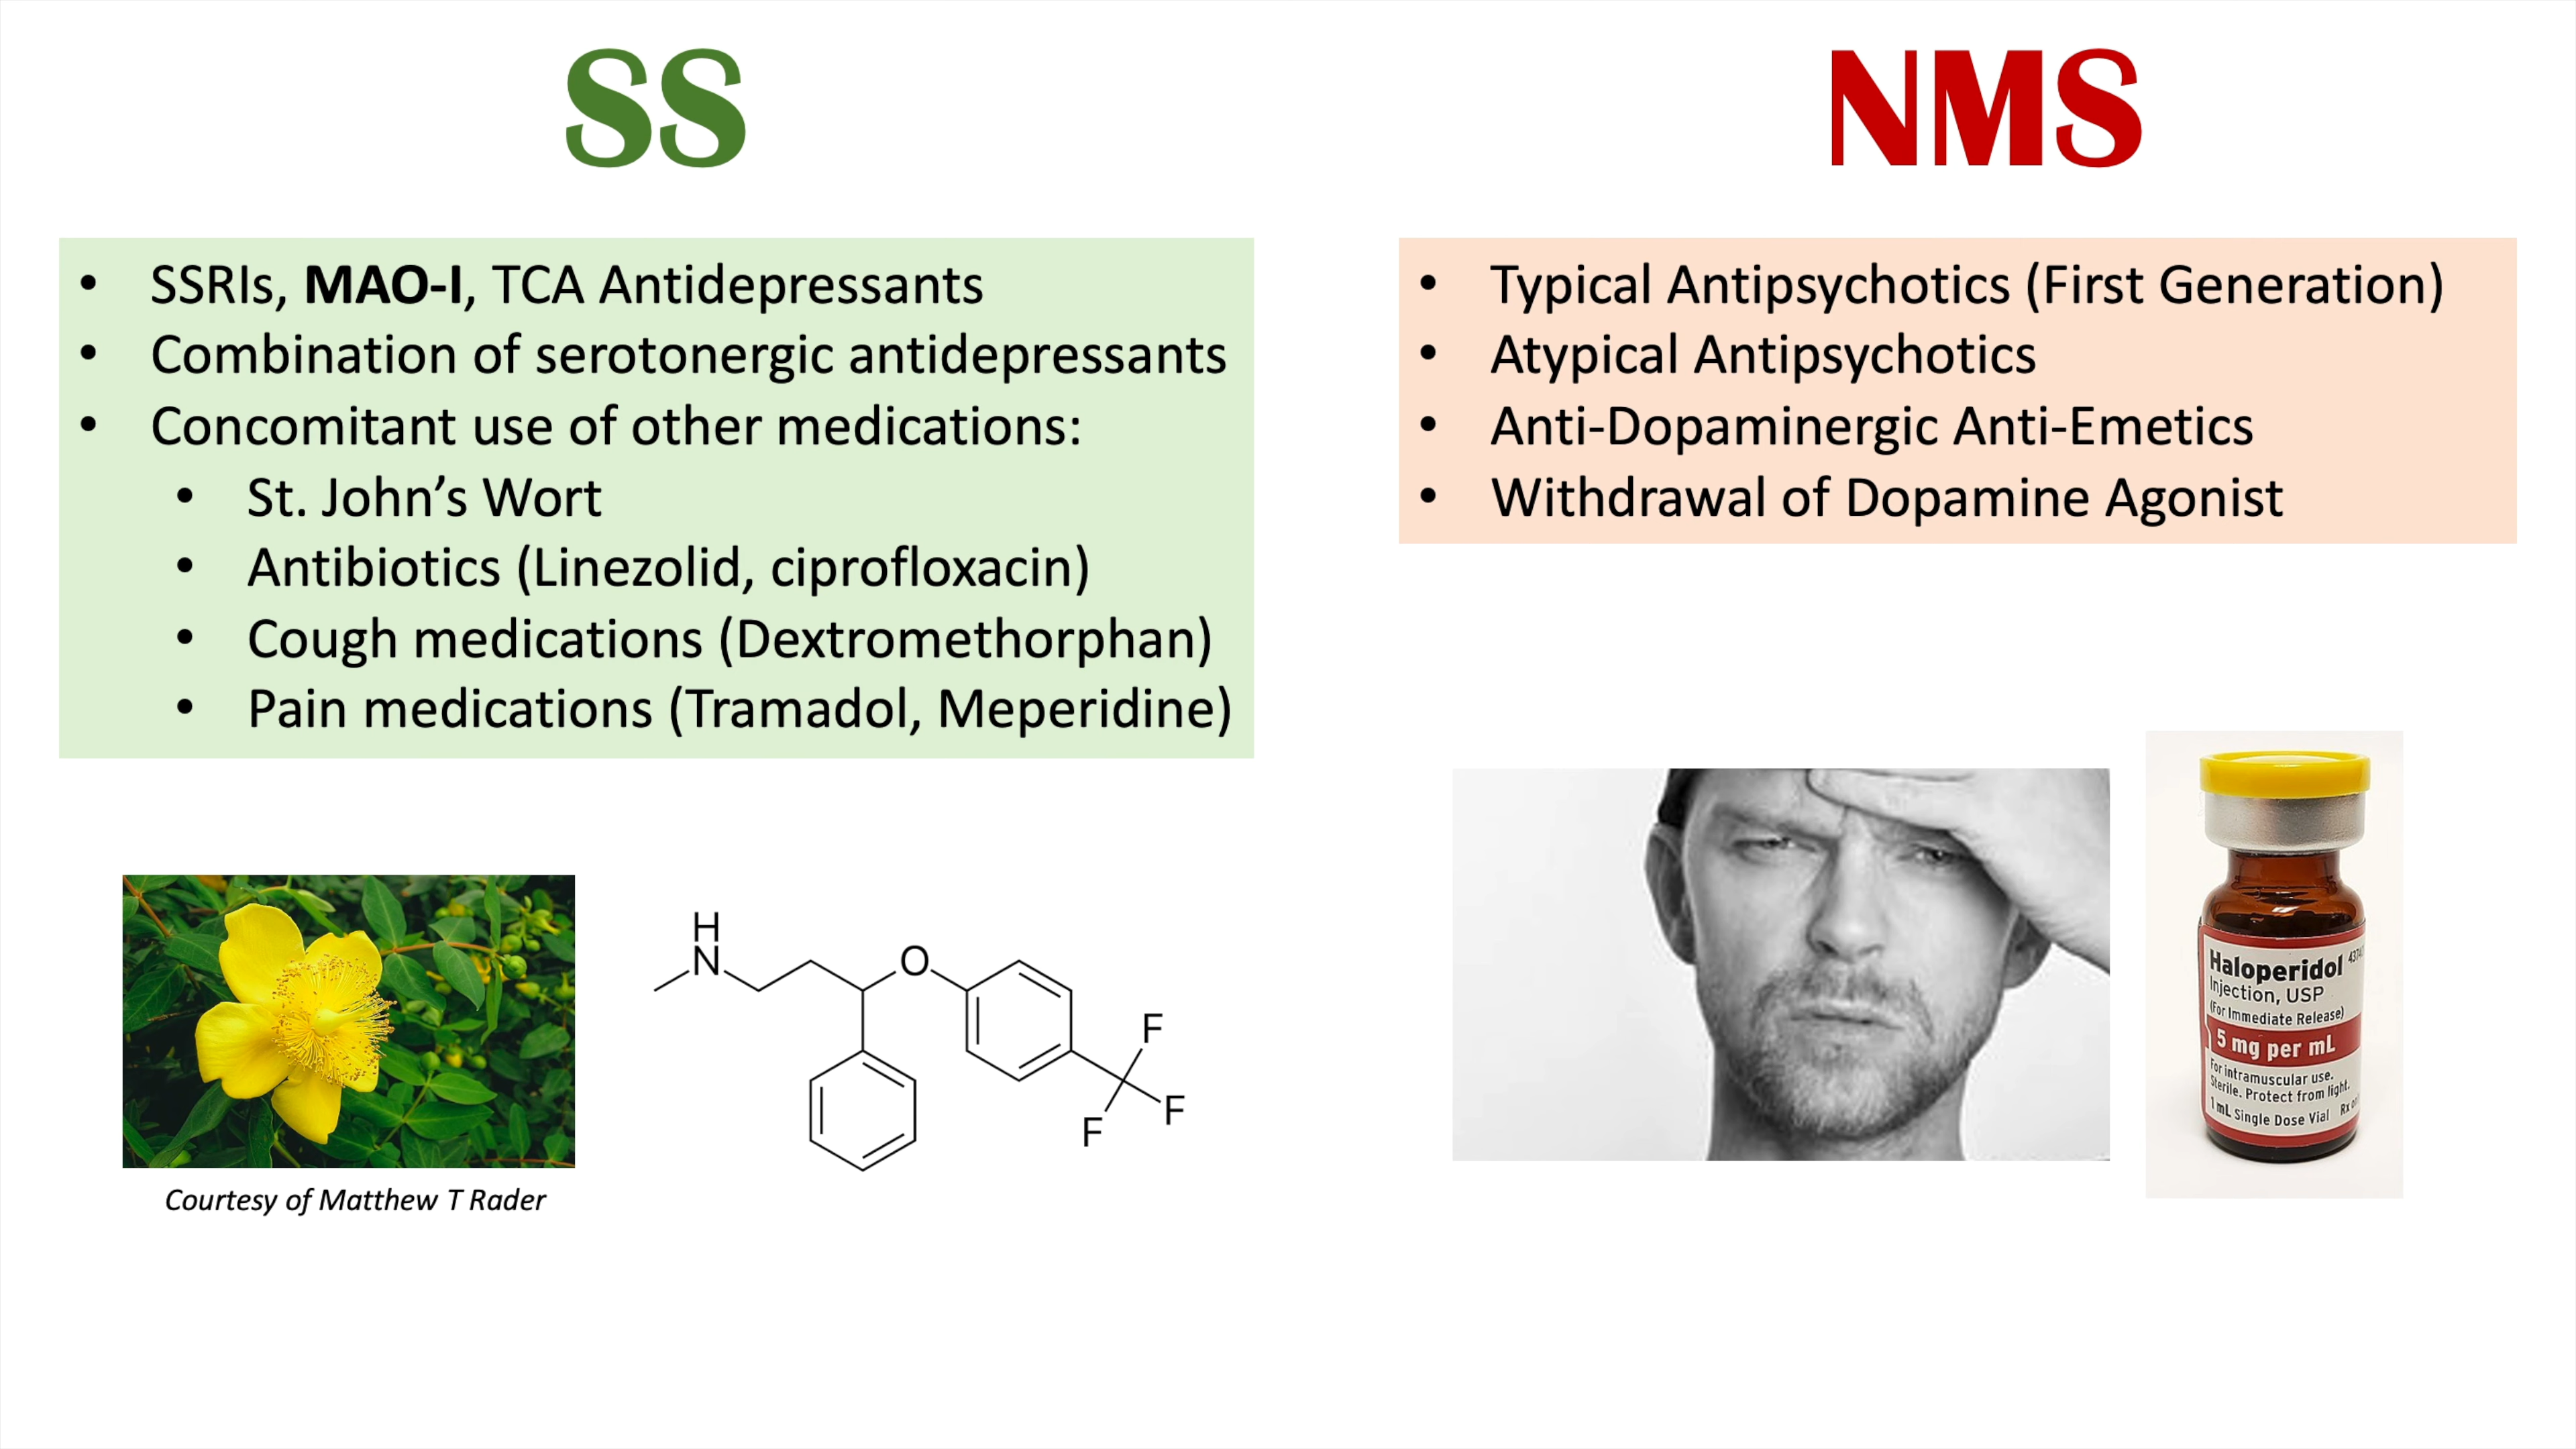 SS
• SSRIs, MAO-I, TCA Antidepressants
• Combination of serotonergic antidepressants
• Concomitant use of other medications:
• St. John’s Wort
• Antibiotics (Linezolid, ciprofloxacin)
• Cough medications (Dextromethorphan)
• Pain medications (Tramadol, Meperidine)
Courtesy of Matthew T Rader
H
N
O
F
F
F
NMS
• Typical Antipsychotics (First Generation)
• Atypical Antipsychotics
• Anti-Dopaminergic Anti-Emetics
• Withdrawal of Dopamine Agonist
Haloperidol
Injection, USP
(For Immediate Release)
5 mg per mL
For intramuscular use.
Sterile. Protect from light.
1 mL Single Dose Vial